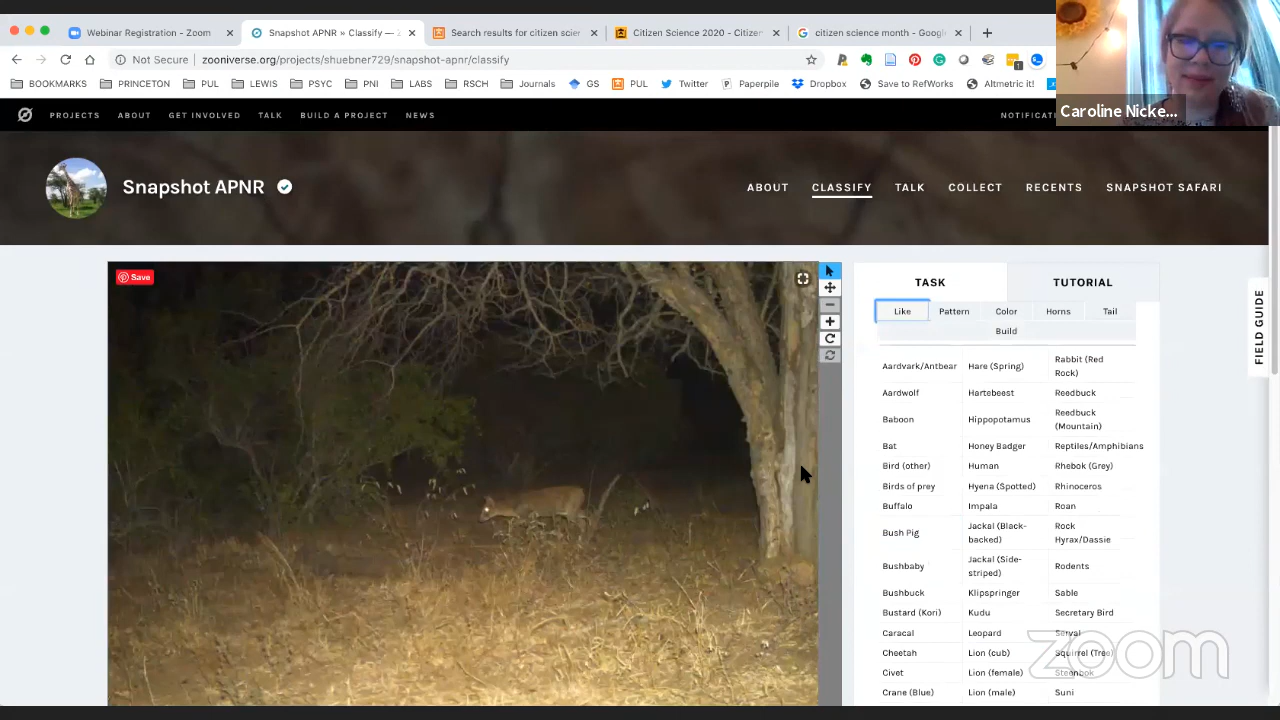 Webinar Registration - Zoom
Snapshot APNR » Classify — Z
Search results for citizen scien
Citizen Science 2020 - Citizen
citizen science month - Google
Not Secure | zooniverse.org/projects/shuebner729/snapshot-apnr/classify
BOOKMARKS PRINCETON PUL LEWIS PSYC PNI LABS RSCH Journals GS PUL Twitter Paperpile Dropbox Save to RefWorks Altmetric it!
Caroline Nicke...
PROJECTS ABOUT GET INVOLVED TALK BUILD A PROJECT NEWS NOTIFICATI
Snapshot APNR
ABOUT CLASSIFY TALK COLLECT RECENTS SNAPSHOT SAFARI
Save
TASK TUTORIAL
Like Pattern Color Horns Tail
Build
FIELD GUIDE
Aardvark/Antbear Hare (Spring) Rabbit (Red
Rock)
Aardwolf Hartebeest Reedbuck
Baboon Hippopotamus Reedbuck
(Mountain)
Bat Honey Badger Reptiles/Amphibians
Bird (other) Human Rhebok (Grey)
Birds of prey Hyena (Spotted) Rhinoceros
Buffalo Impala Roan
Bush Pig Jackal (Black-
backed) Rock
Hyrax/Dassie
Bushbaby Jackal (Side-
striped) Rodents
Bushbuck Klipspringer Sable
Bustard (Kori) Kudu Secretary Bird
Caracal Leopard Serval
Cheetah Lion (cub) Squirrel (Tree)
Civet Lion (female) Steenbok
Crane (Blue) Lion (male) Suni
zoom